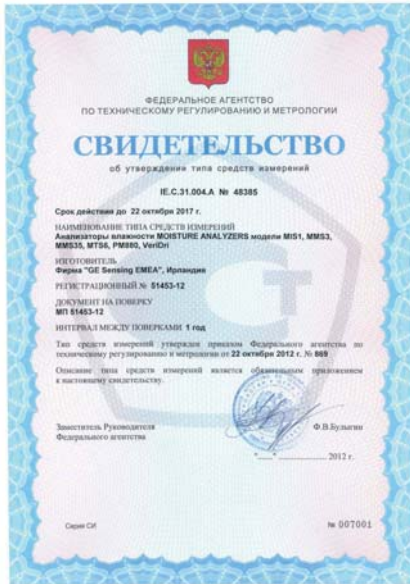 ФЕДЕРАЛЬНОЕ АГЕНТСТВО
ПО ТЕХНИЧЕСКОМУ РЕГУЛИРОВАНИЮ И МЕТРОЛОГИИ
СВИДЕТЕЛЬСТВО
об утверждении типа средств измерений
IE.C.31.004.A № 48385
Срок действия до 22 октября 2017 г.
НАИМЕНОВАНИЕ ТИПА СРЕДСТВ ИЗМЕРЕНИЙ
Анализаторы влажности MOISTURE ANALYZERS модели MIS1, MMS3,
MMS35, MTS6, PM880, VeriDri
ИЗГОТОВИТЕЛЬ
Фирма "GE Sensing EMEA", Ирландия
РЕГИСТРАЦИОННЫЙ № 51453-12
ДОКУМЕНТ НА ПОВЕРКУ
МП 51453-12
ИНТЕРВАЛ МЕЖДУ ПОВЕРКАМИ 1 год
Тип средств измерений утвержден приказом Федерального агентства по
техническому регулированию и метрологии от 22 октября 2012 г. № 869
Описание типа средств измерений является обязательным приложением
к настоящему свидетельству.
Заместитель Руководителя
Федерального агентства
Ф.В.Булыгин
"......" ........................ 2012 г.
Серия СИ
№ 007001